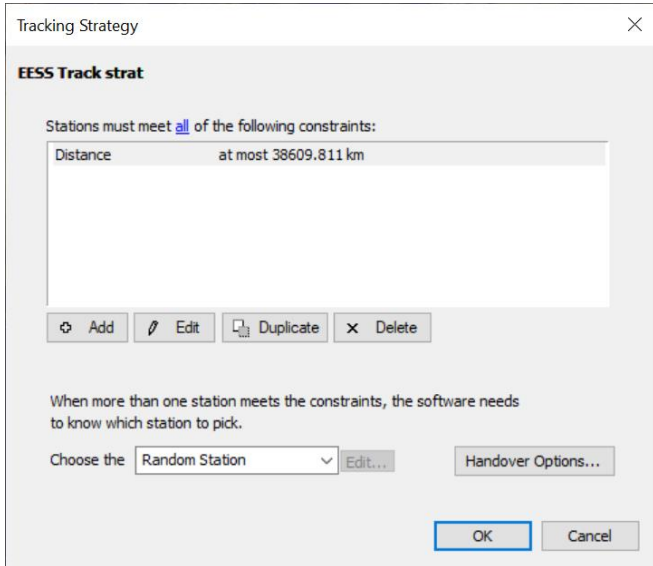 Tracking Strategy
EESS Track strat
Stations must meet all of the following constraints:
Distance at most 38609.811 km
Add Edit Duplicate Delete
When more than one station meets the constraints, the software needs
to know which station to pick.
Choose the Random Station Edit... Handover Options...
OK Cancel